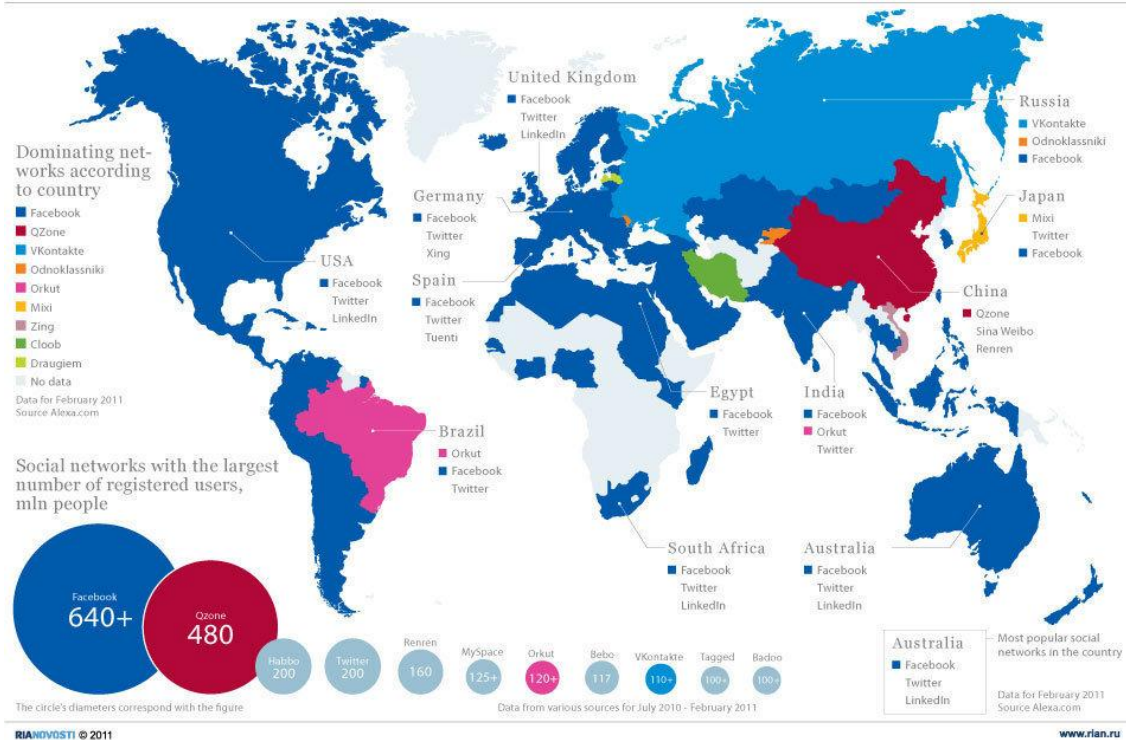 United Kingdom
Facebook
Twitter
LinkedIn
Russia
VKontakte
Odnoklassniki
Facebook
Dominating net-
works according
to country
Facebook
QZone
VKontakte
Odnoklassniki
Orkut
Mixi
Zing
Cloob
Draugiem
No data
Data for February 2011
Source Alexa.com
Germany
Facebook
Twitter
Xing
Japan
Mixi
Twitter
Facebook
USA
Facebook
Twitter
LinkedIn
Spain
Facebook
Twitter
Tuenti
China
Qzone
Sina Weibo
Renren
Egypt
Facebook
Twitter
India
Facebook
Orkut
Twitter
Brazil
Orkut
Facebook
Twitter
Social networks with the largest
number of registered users,
mln people
South Africa
Facebook
Twitter
LinkedIn
Australia
Facebook
Twitter
LinkedIn
Facebook
640+
Qzone
480
Habbo
200
Twitter
200
Renren
160
MySpace
125+
Orkut
120+
Bebo
117
VKontakte
110+
Tagged
100+
Badoo
100+
Australia
Facebook
Twitter
LinkedIn
Most popular social
networks in the country
The circle's diameters correspond with the figure
Data from various sources for July 2010 - February 2011
Data for February 2011
Source Alexa.com
RIANOVOSTI © 2011
www.rian.ru